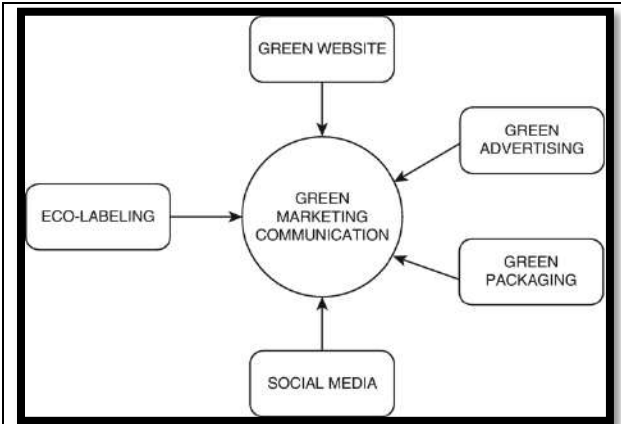 GREEN WEBSITE
GREEN
ADVERTISING
ECO-LABELING
GREEN
MARKETING
COMMUNICATION
GREEN
PACKAGING
SOCIAL MEDIA